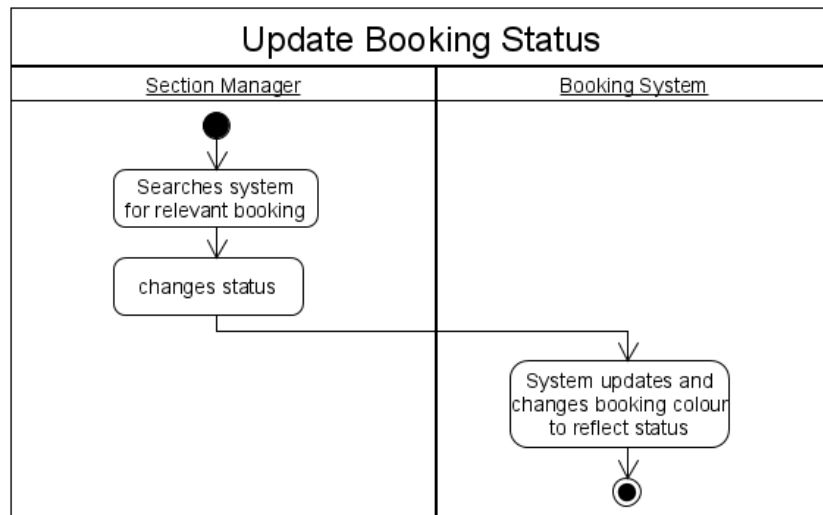 Update Booking Status
Section Manager
Booking System
Searches system
for relevant booking
changes status
System updates and
changes booking colour
to reflect status